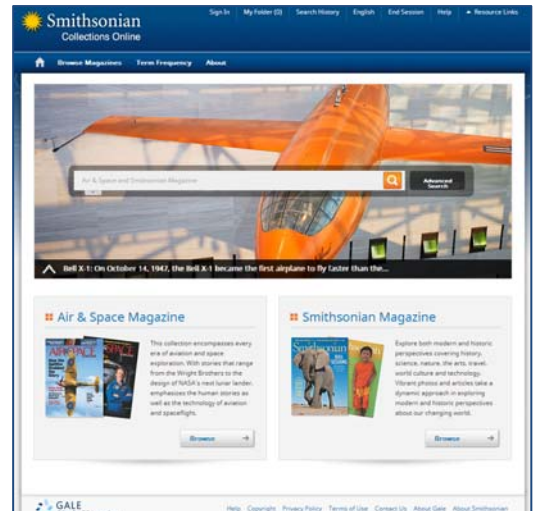 Smithsonian
Collections Online
Sign In My Folder (0) Search History English End Session Help Resource Links
Browse Magazines Term Frequency About
Air & Space and Smithsonian Magazine
Advanced
Search
Bell X-1: On October 14, 1947, the Bell X-1 became the first airplane to fly faster than the...
Air & Space Magazine
AIR SPACE
SPACE
This collection encompasses every
era of aviation and space
exploration. With stories that range
from the Wright Brothers to the
design of NASA's next lunar lander,
emphasizes the human stories as
well as the technology of aviation
and spaceflight.
Browse
Smithsonian Magazine
Smithsonian
Explore both modern and historic
perspectives covering history,
science, nature, the arts, travel,
world culture and technology.
Vibrant photos and articles take a
dynamic approach in exploring
modern and historic perspectives
about our changing world.
Browse
GALE
Help Copyright Privacy Policy Terms of Use Contact Us About Gale About Smithsonian